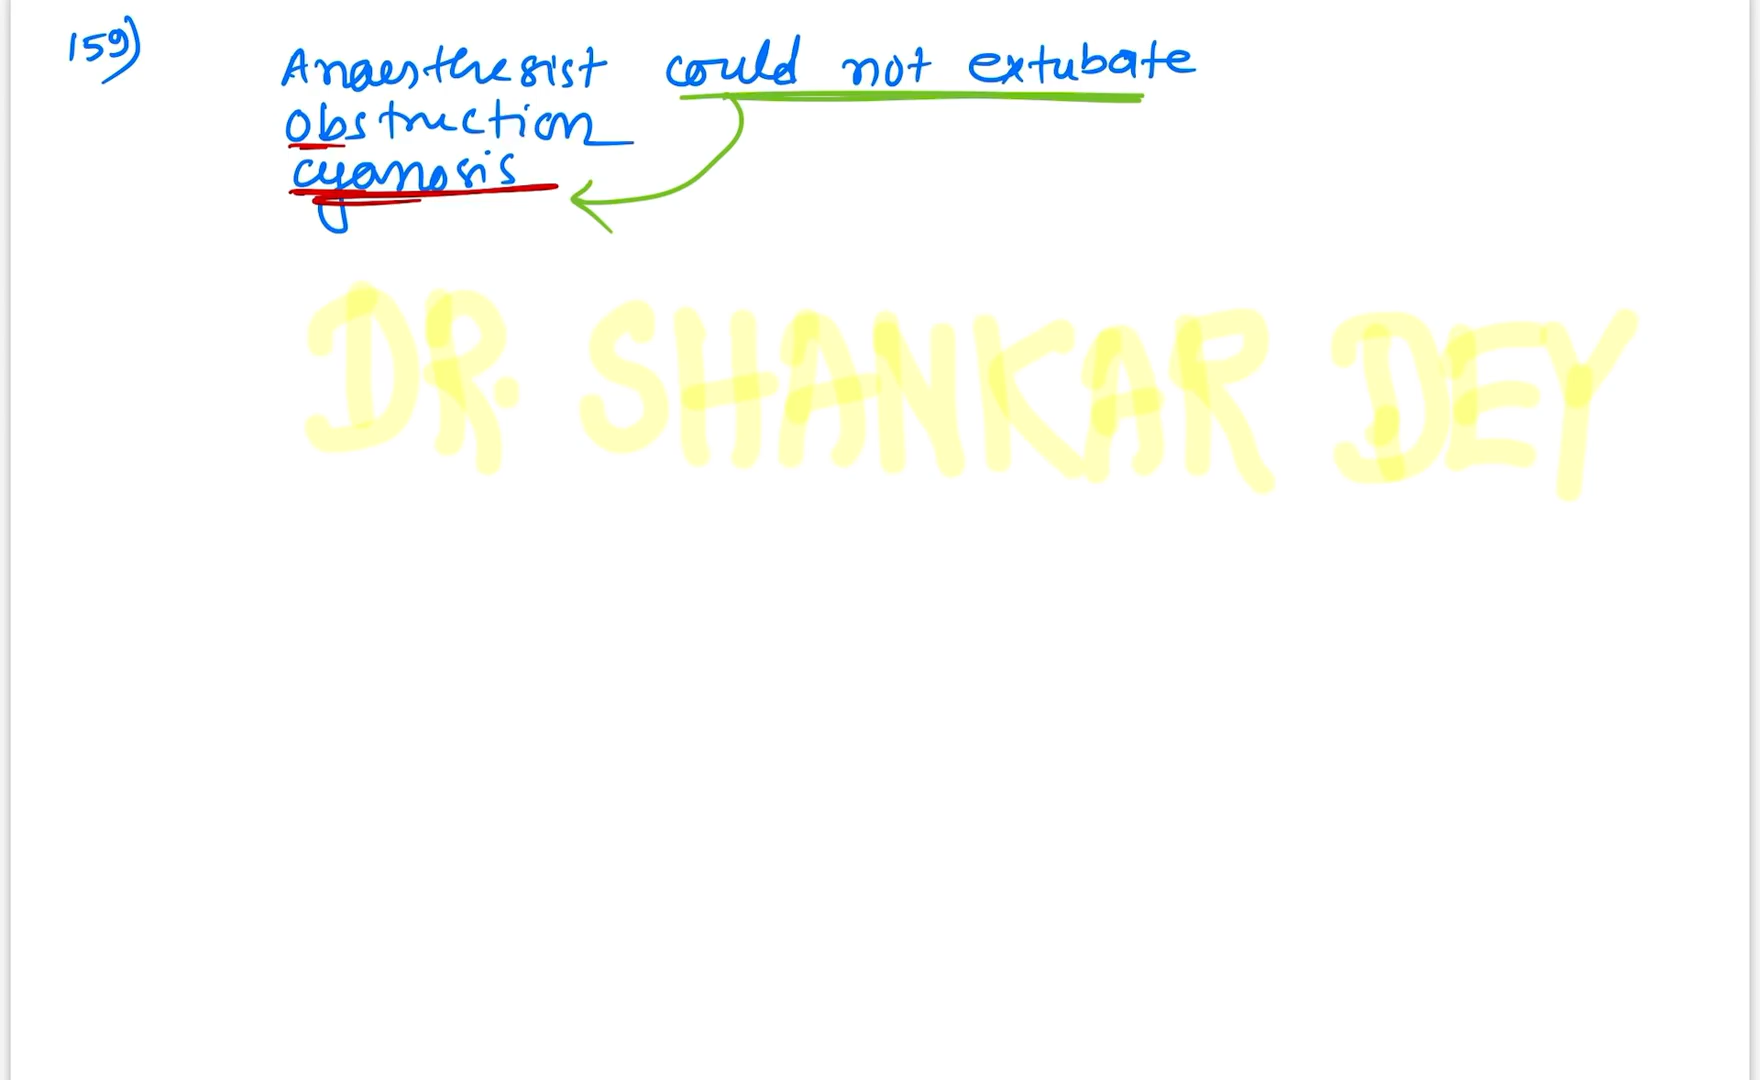 159)
Anaesthesist could not extubate
obstruction
cyanosis
DR. SHANKAR DEY